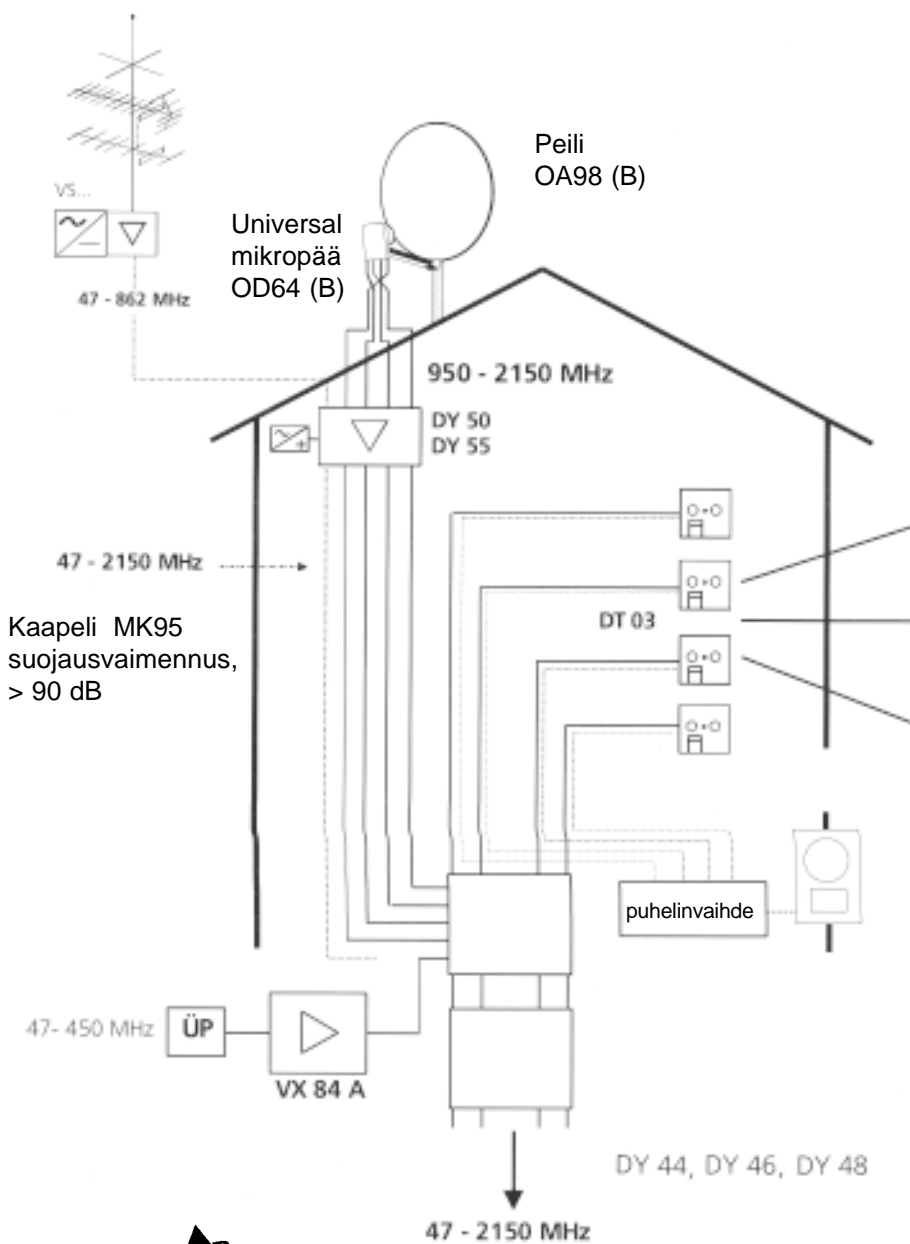 Peili
OA98 (B)
VS...
Universal
mikropää
OD64 (B)
47 - 862 MHz
950 - 2150 MHz
DY 50
DY 55
47 - 2150 MHz
DT 03
Kaapeli MK95
suojausvaimennus,
> 90 dB
puhelinvaihde
47- 450 MHz
ÜP
VX 84 A
DY 44, DY 46, DY 48
47 - 2150 MHz